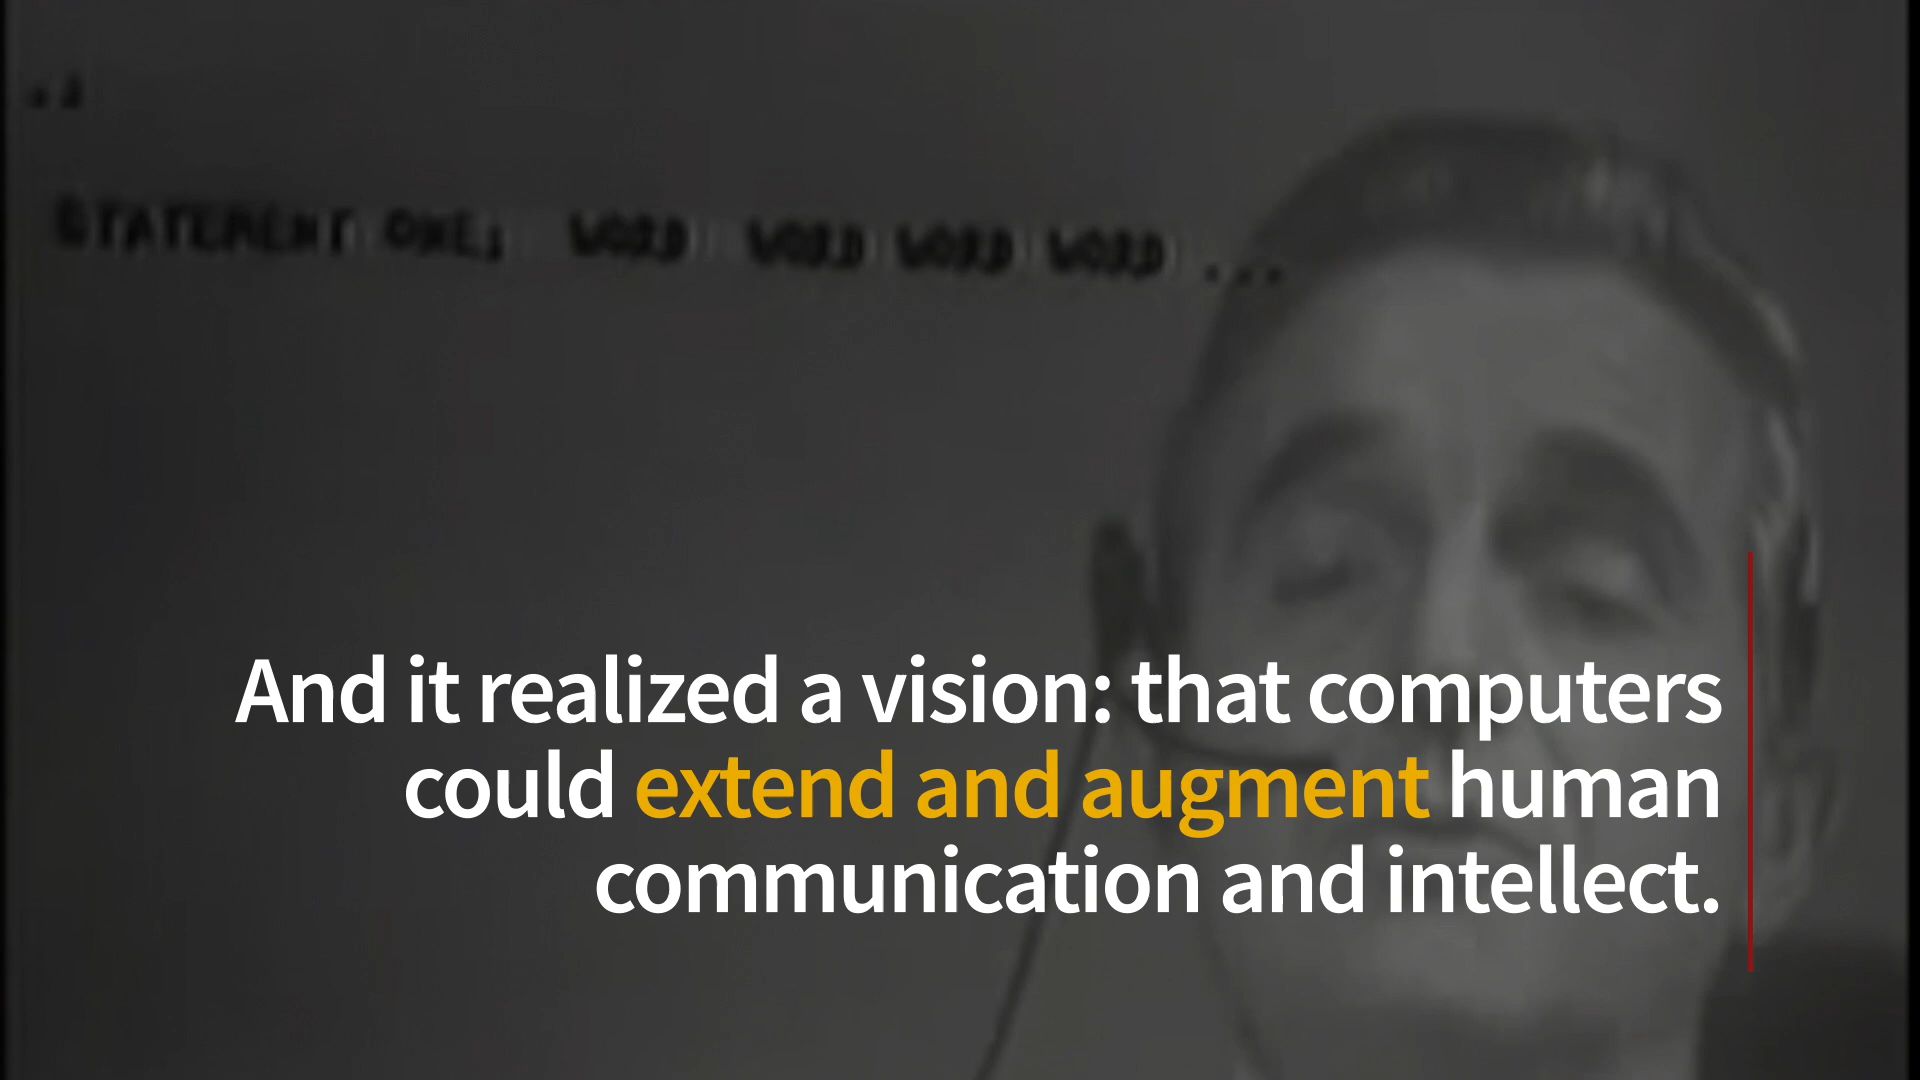 STATEMENT ONE; WORD WORD WORD WORD ...
And it realized a vision: that computers
could extend and augment human
communication and intellect.